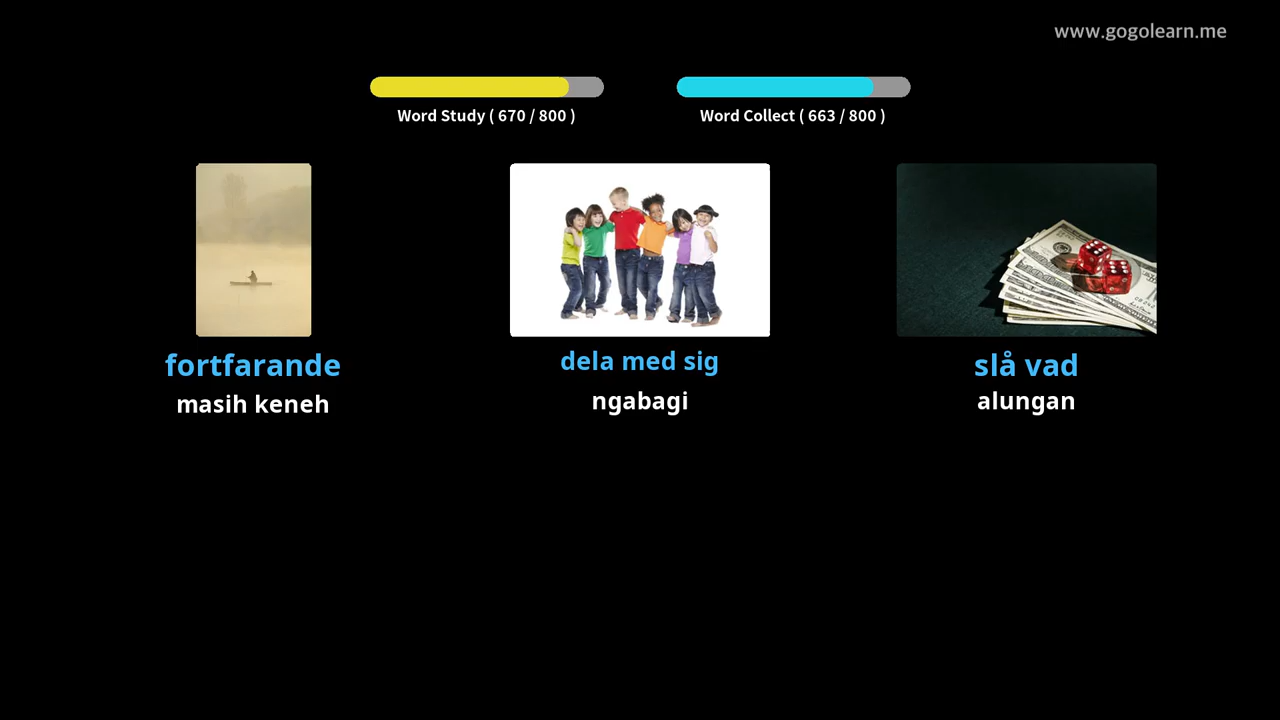 www.gogolearn.me
Word Study ( 670 / 800 )
Word Collect ( 663 / 800 )
fortfarande
masih keneh
dela med sig
ngabagi
slå vad
alungan